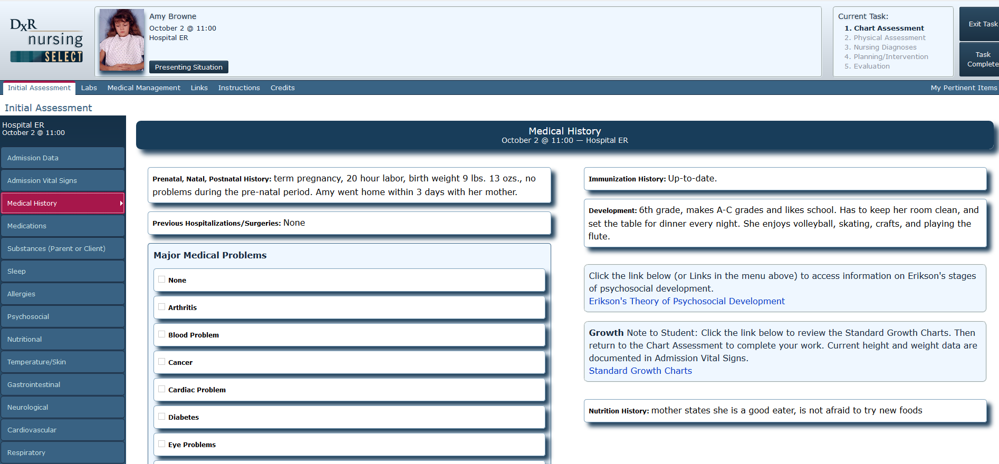 DxR
nursing
SELECT
Amy Browne
October 2 @ 11:00
Hospital ER
Presenting Situation
Current Task:
1. Chart Assessment
2. Physical Assessment
3. Nursing Diagnoses
4. Planning/Intervention
5. Evaluation
Exit Task
Task
Complete
Initial Assessment
Labs
Medical Management
Links
Instructions
Credits
My Pertinent Items
Initial Assessment
Hospital ER
October 2 @ 11:00
Admission Data
Admission Vital Signs
Medical History
Medications
Substances (Parent or Client)
Sleep
Allergies
Psychosocial
Nutritional
Temperature/Skin
Gastrointestinal
Neurological
Cardiovascular
Respiratory
Medical History
October 2 @ 11:00 — Hospital ER
Prenatal, Natal, Postnatal History: term pregnancy, 20 hour labor, birth weight 9 lbs. 13 ozs., no
problems during the pre-natal period. Amy went home within 3 days with her mother.
Previous Hospitalizations/Surgeries: None
Major Medical Problems
None
Arthritis
Blood Problem
Cancer
Cardiac Problem
Diabetes
Eye Problems
Immunization History: Up-to-date.
Development: 6th grade, makes A-C grades and likes school. Has to keep her room clean, and
set the table for dinner every night. She enjoys volleyball, skating, crafts, and playing the
flute.
Click the link below (or Links in the menu above) to access information on Erikson's stages
of psychosocial development.
Erikson's Theory of Psychosocial Development
Growth Note to Student: Click the link below to review the Standard Growth Charts. Then
return to the Chart Assessment to complete your work. Current height and weight data are
documented in Admission Vital Signs.
Standard Growth Charts
Nutrition History: mother states she is a good eater, is not afraid to try new foods